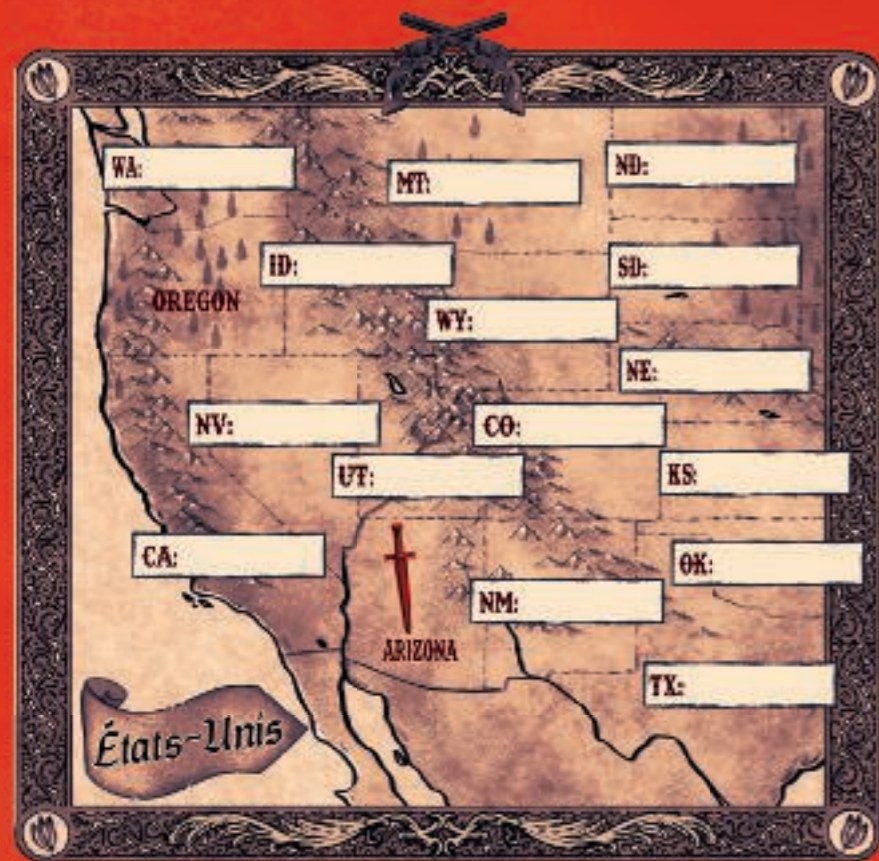 WA:
MT:
ND:
ID:
SD:
OREGON
WY:
NE:
NV:
CO:
UT:
KS:
CA:
OK:
NM:
ARIZONA
TX:
États-Unis